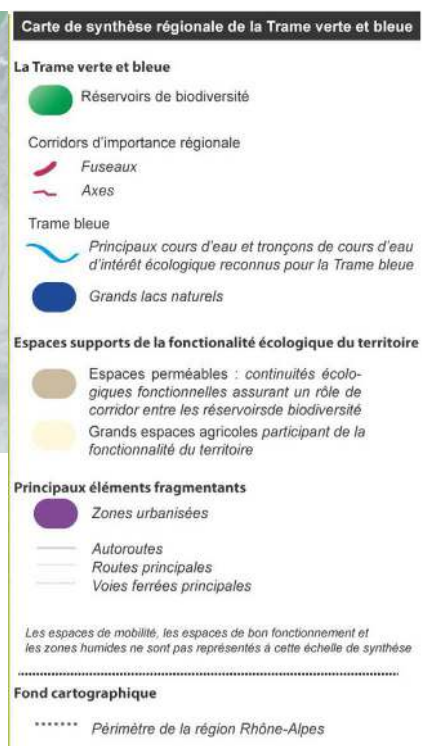 Carte de synthèse régionale de la Trame verte et bleue
La Trame verte et bleue
Réservoirs de biodiversité
Corridors d'importance régionale
Fuseaux
Axes
Trame bleue
Principaux cours d'eau et tronçons de cours d'eau
d'intérêt écologique reconnus pour la Trame bleue
Grands lacs naturels
Espaces supports de la fonctionalité écologique du territoire
Espaces perméables : continuités écolo-
giques fonctionnelles assurant un rôle de
corridor entre les réservoirsde biodiversité
Grands espaces agricoles participant de la
fonctionnalité du territoire
Principaux éléments fragmentants
Zones urbanisées
Autoroutes
Routes principales
Voies ferrées principales
Les espaces de mobilité, les espaces de bon fonctionnement et
les zones humides ne sont pas représentés à cette échelle de synthèse
Fond cartographique
Périmètre de la région Rhône-Alpes